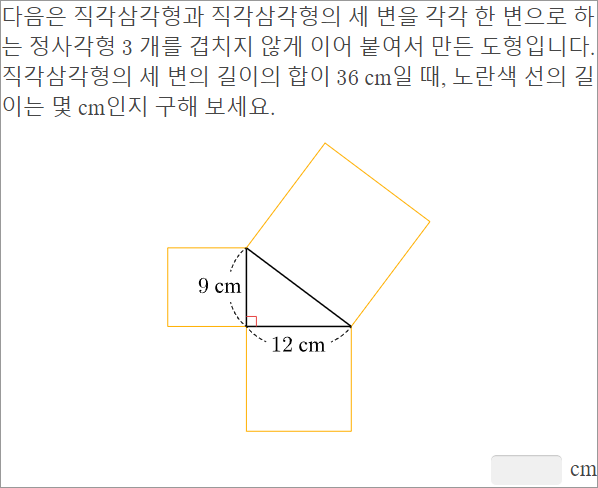 다음은 직각삼각형과 직각삼각형의 세 변을 각각 한 변으로 하
는 정사각형 3 개를 겹치지 않게 이어 붙여서 만든 도형입니다.
직각삼각형의 세 변의 길이의 합이 36 cm일 때, 노란색 선의 길
이는 몇 cm인지 구해 보세요.
9 cm
12 cm
cm